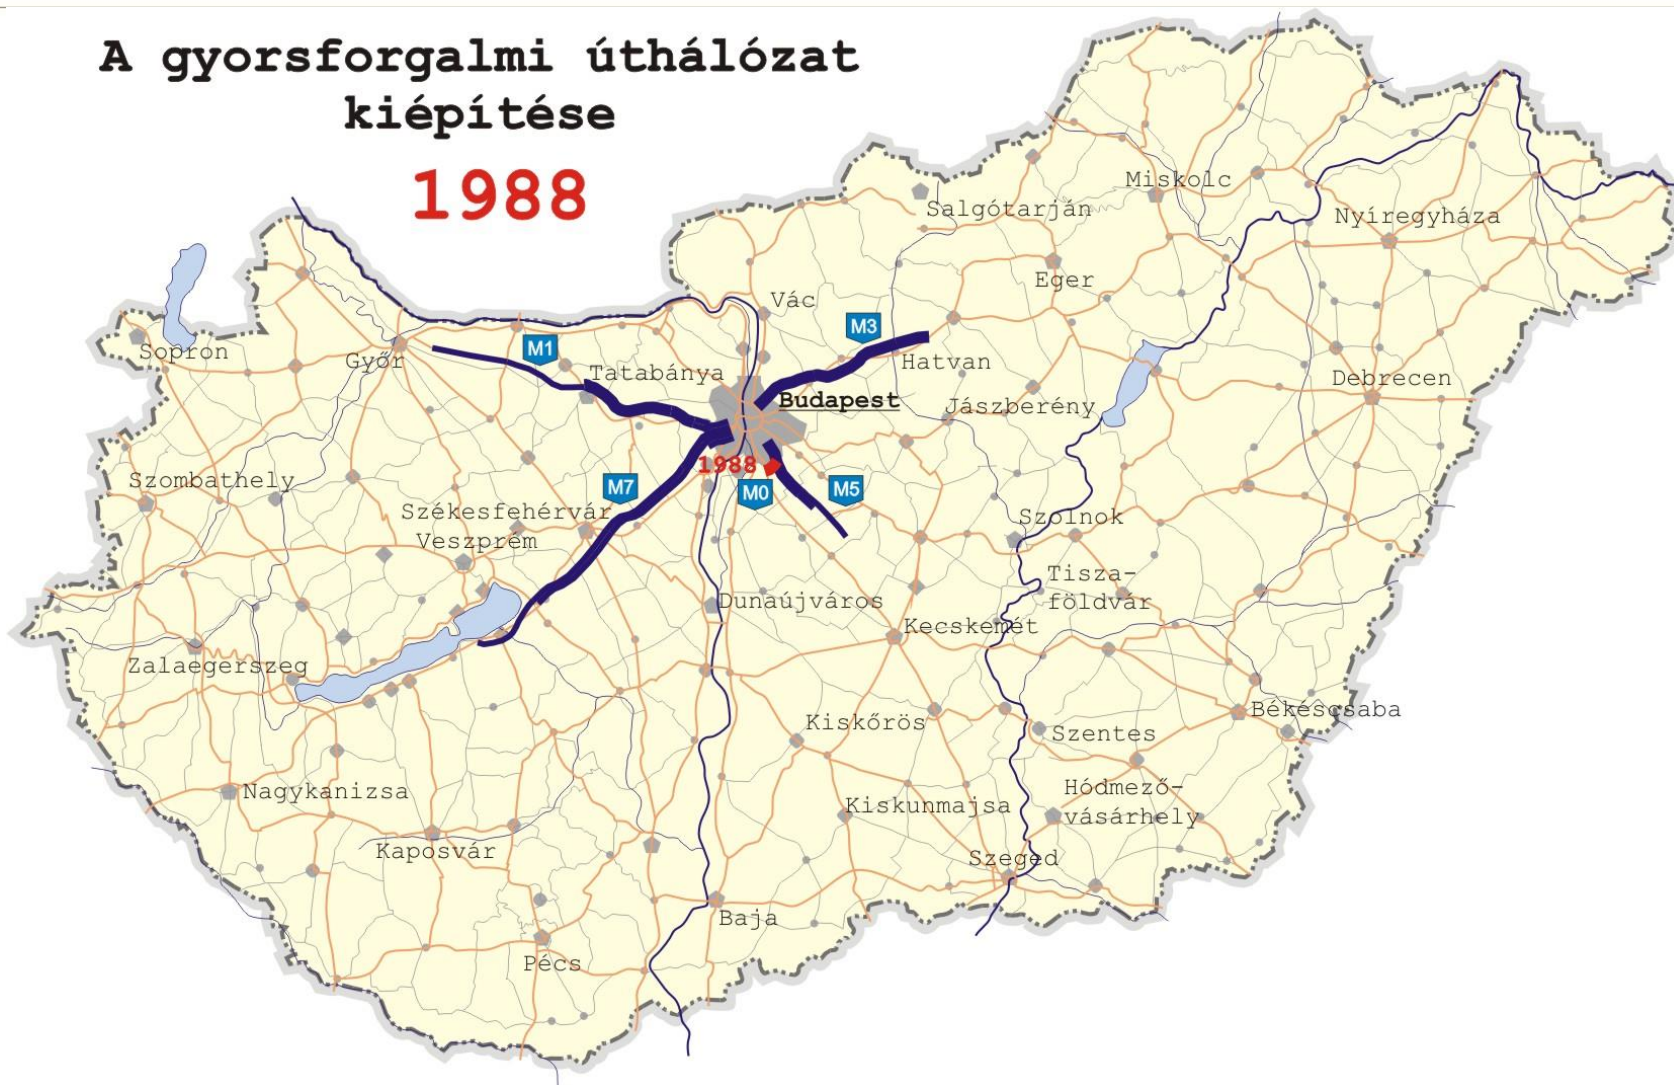 A gyorsforgalmi úthálózat
kiépítése
1988
Miskolc
Salgótarján
Nyíregyháza
Eger
Vác
M3
Sopron
Győr
M1
Tatabánya
Hatvan
Budapest
Jászberény
Debrecen
1988
Szombathely
M7
M0
M5
Székesfehérvár
Veszprém
Szolnok
Tisza-
földvár
Dunaújváros
Kecskemét
Zalaegerszeg
Kiskőrös
Békéscsaba
Szentes
Nagykanizsa
Hódmező-
vásárhely
Kiskunmajsa
Kaposvár
Szeged
Baja
Pécs